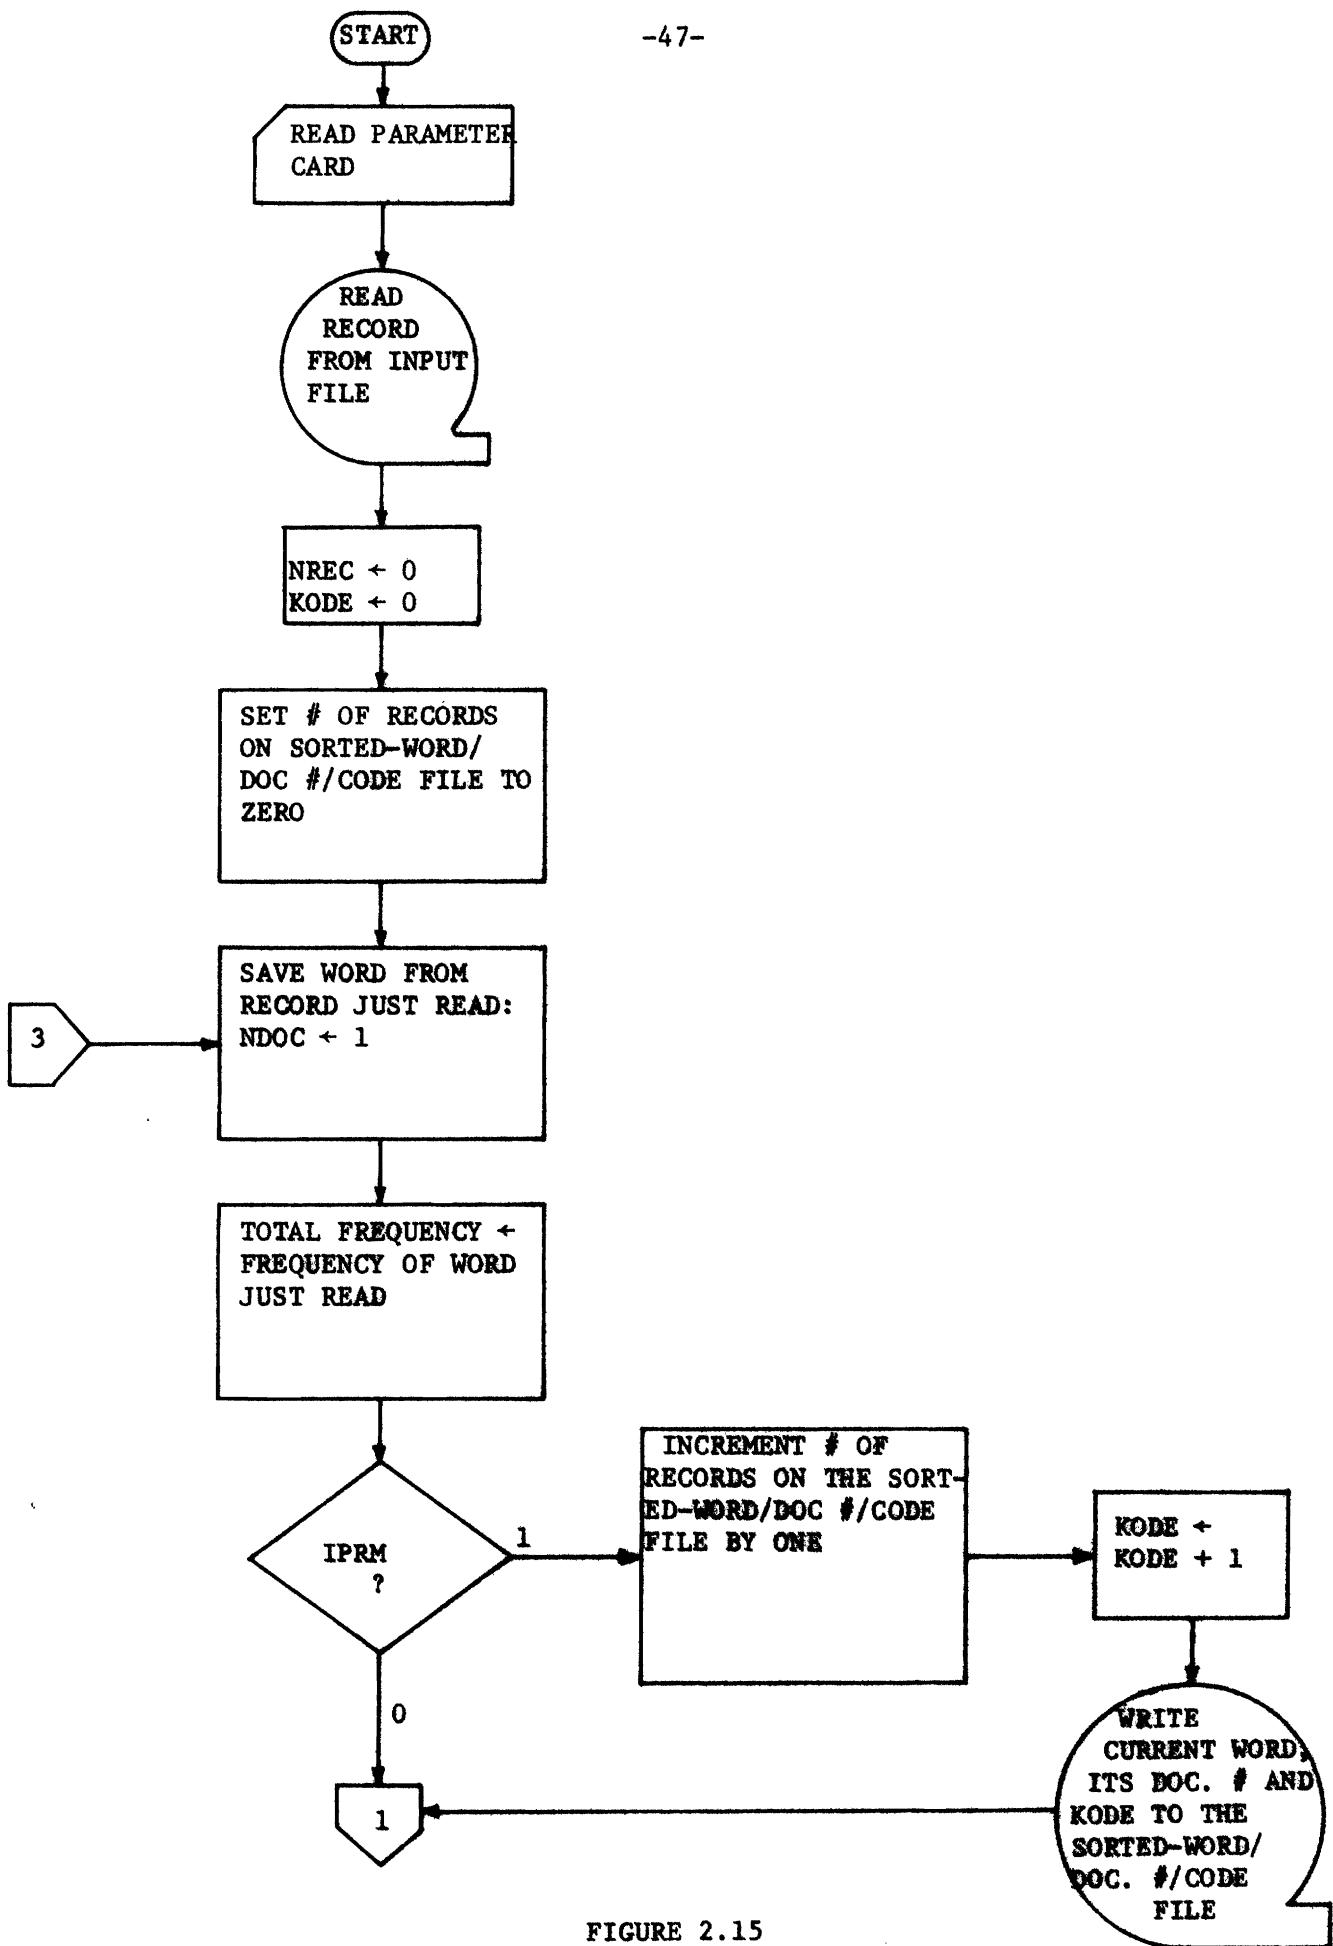 START
-47-
READ PARAMETER
CARD
READ
RECORD
FROM INPUT
FILE
NREC ← 0
KODE ← 0
SET # OF RECORDS
ON SORTED-WORD/
DOC #/CODE FILE TO
ZERO
SAVE WORD FROM
RECORD JUST READ:
NDOC ← 1
3
TOTAL FREQUENCY ←
FREQUENCY OF WORD
JUST READ
IPRM
?
1
INCREMENT # OF
RECORDS ON THE SORT-
ED-WORD/DOC #/CODE
FILE BY ONE
KODE ←
KODE + 1
0
1
WRITE
CURRENT WORD,
ITS DOC. # AND
KODE TO THE
SORTED-WORD/
DOC. #/CODE
FILE
FIGURE 2.15